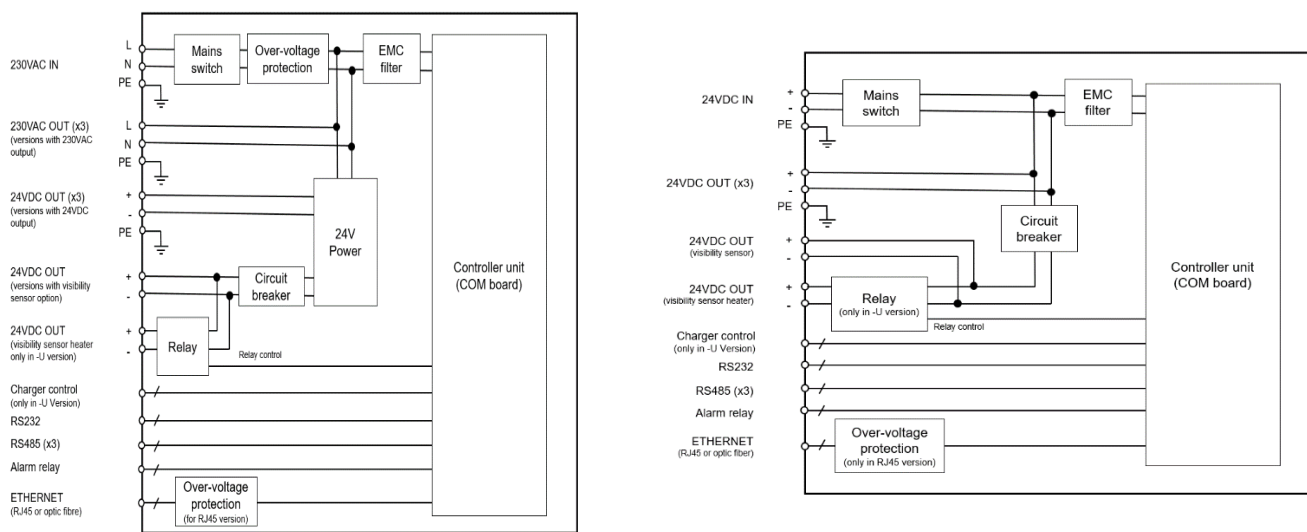 L
230VAC IN
N
PE
Mains
switch
Over-voltage
protection
EMC
filter
230VAC OUT (x3)
(versions with 230VAC
output)
L
N
PE
24VDC OUT (x3)
(versions with 24VDC
output)
+
-
PE
24V
Power
24VDC OUT
(versions with visibility
sensor option)
+
-
Circuit
breaker
Controller unit
(COM board)
24VDC OUT
(visibility sensor heater
only in -U version)
+
-
Relay
Relay control
Charger control
(only in -U Version)
RS232
RS485 (x3)
Alarm relay
ETHERNET
(RJ45 or optic fibre)
Over-voltage
protection
(for RJ45 version)
24VDC IN
+
-
PE
Mains
switch
EMC
filter
24VDC OUT (x3)
+
-
PE
Circuit
breaker
24VDC OUT
(visibility sensor)
+
-
24VDC OUT
(visibility sensor heater)
+
-
Relay
(only in -U version)
Relay control
Controller unit
(COM board)
Charger control
(only in -U Version)
RS232
RS485 (x3)
Alarm relay
ETHERNET
(RJ45 or optic fiber)
Over-voltage
protection
(only in RJ45 version)